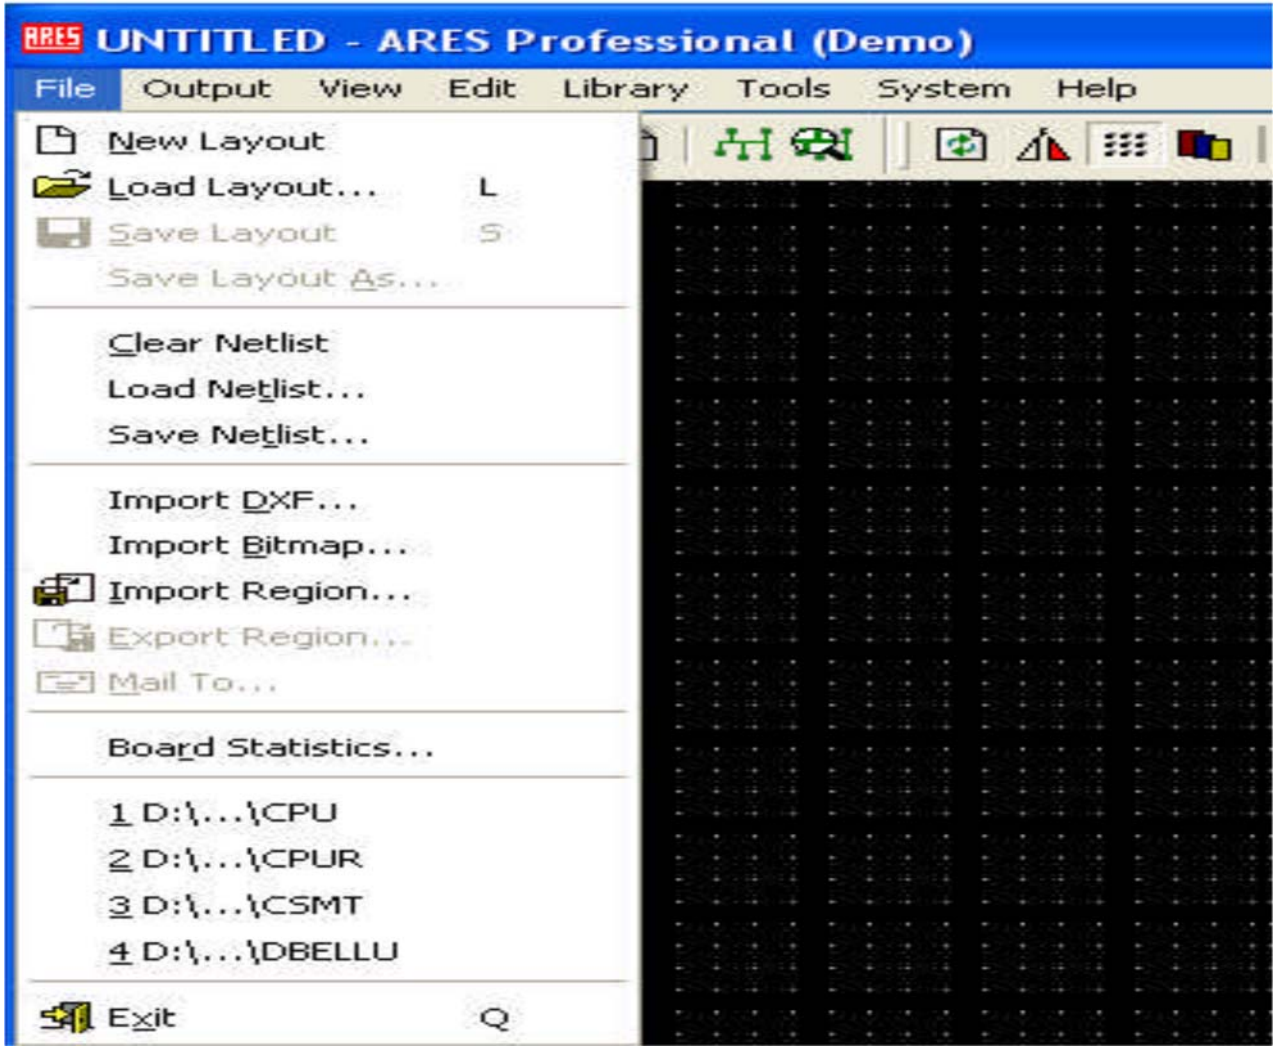 ARES UNTITLED - ARES Professional (Demo)
File Output View Edit Library Tools System Help
New Layout
Load Layout... L
Save Layout S
Save Layout As...
Clear Netlist
Load Netlist...
Save Netlist...
Import DXF...
Import Bitmap...
Import Region...
Export Region...
Mail To...
Board Statistics...
1 D:\...\CPU
2 D:\...\CPUR
3 D:\...\CSMT
4 D:\...\DBELLU
Exit Q